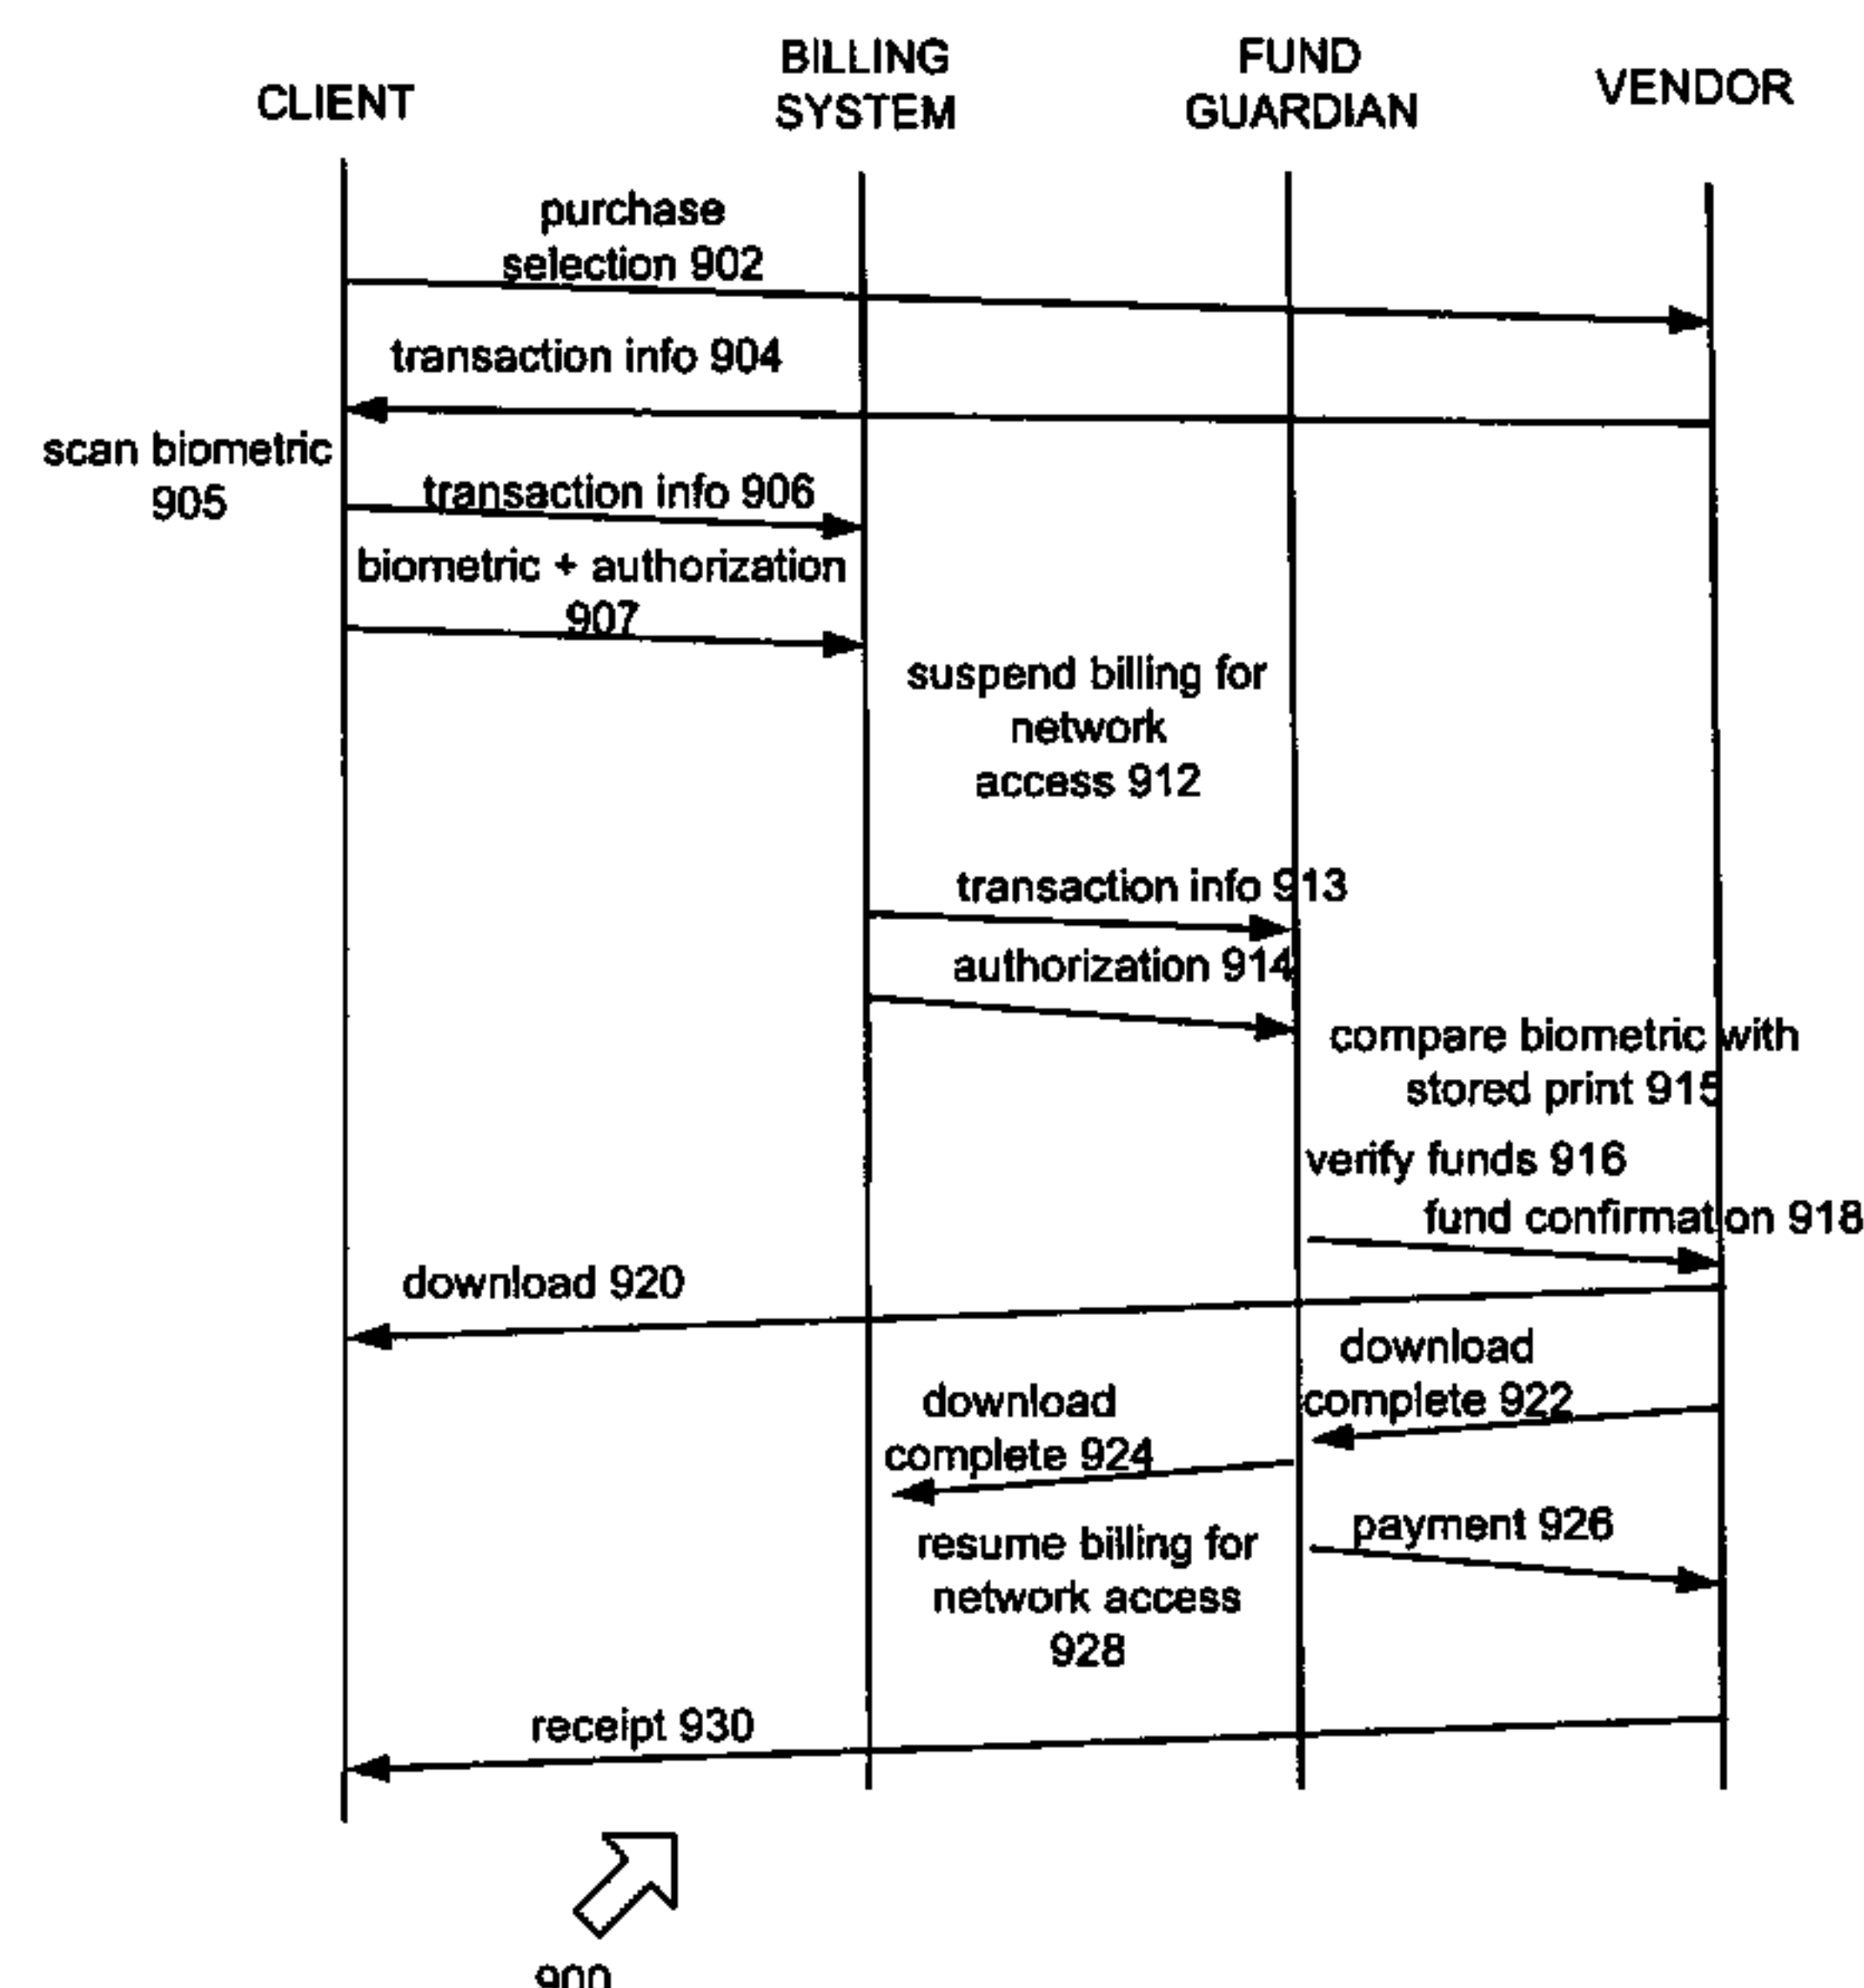 CLIENT
BILLING
SYSTEM
FUND
GUARDIAN
VENDOR
purchase
selection 902
transaction info 904
scan biometric
905
transaction info 906
biometric + authorization
907
suspend billing for
network
access 912
transaction info 913
authorization 914
compare biometric with
stored print 915
verify funds 916
fund confirmation 918
download 920
download
complete 922
download
complete 924
payment 926
resume billing for
network access
928
receipt 930
900